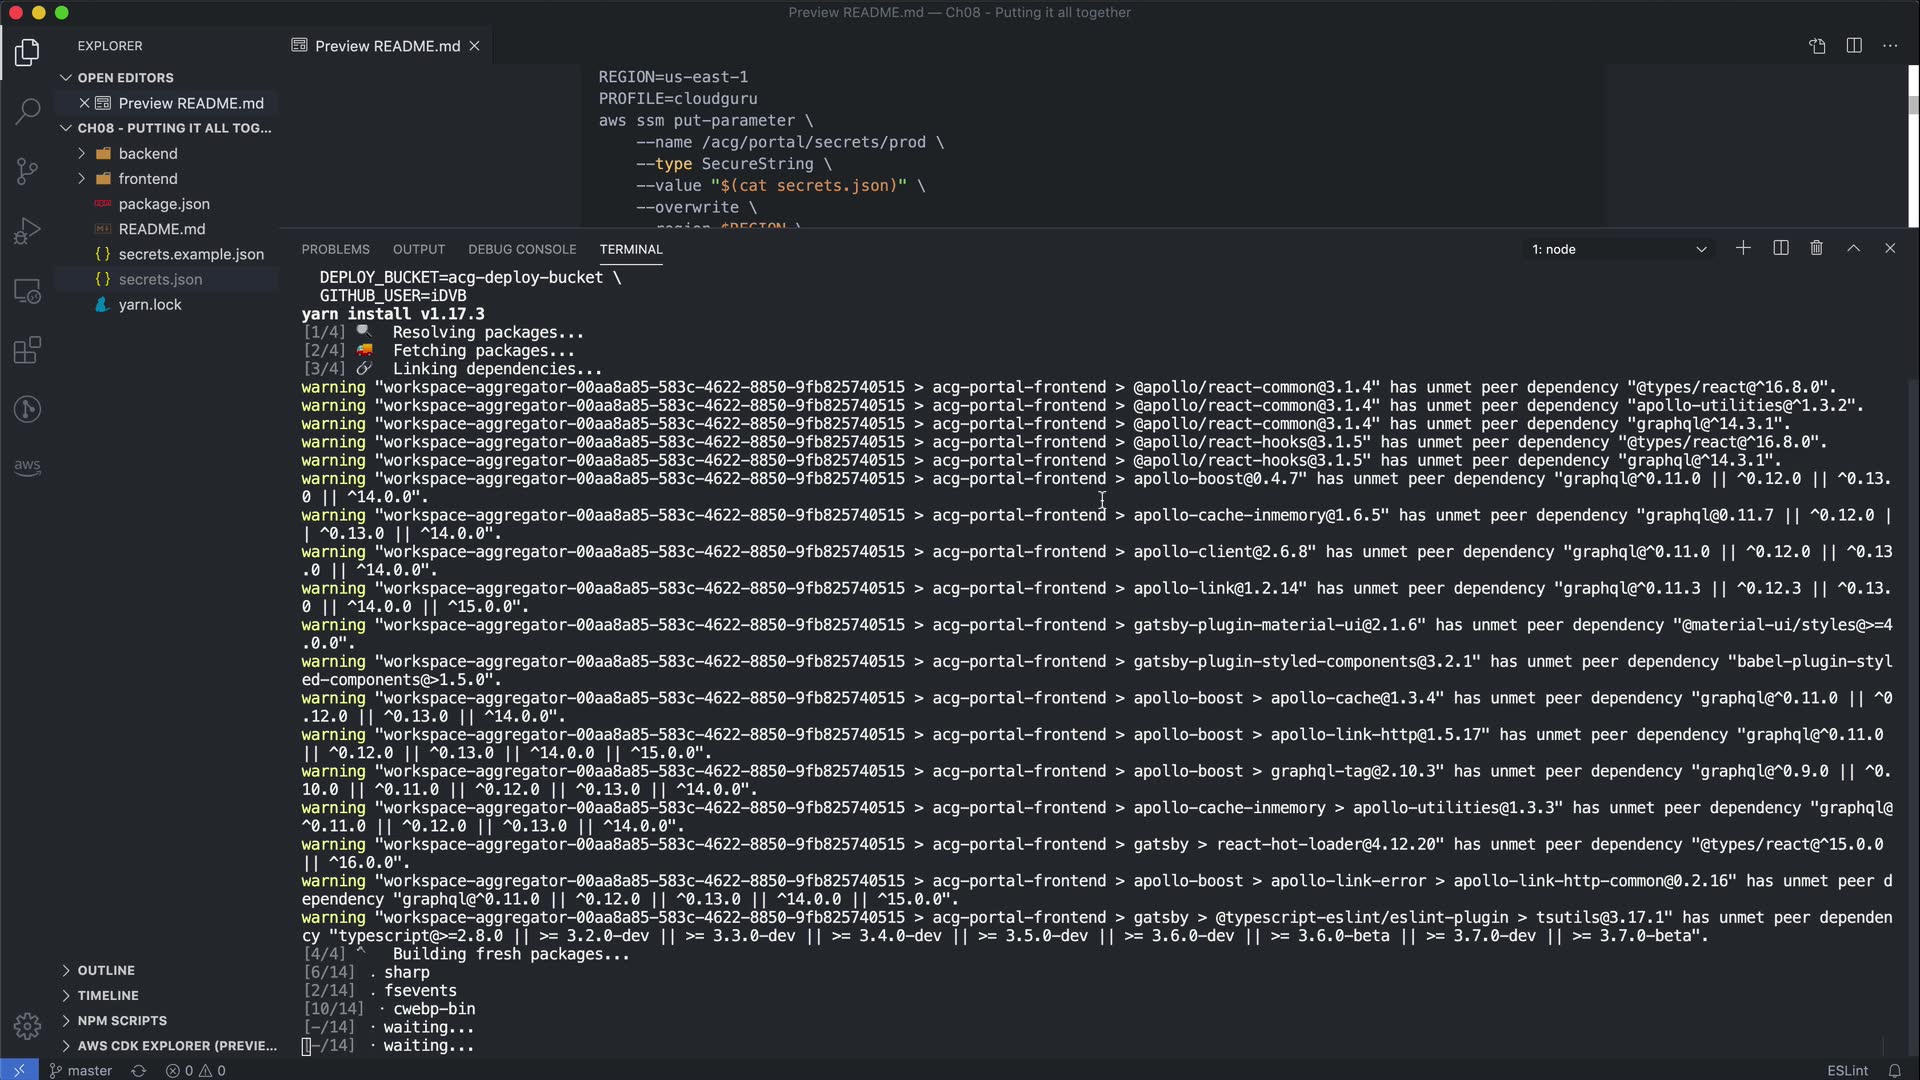 Preview README.md — Ch08 - Putting it all together
EXPLORER
Preview README.md
OPEN EDITORS
Preview README.md
CH08 - PUTTING IT ALL TOG...
backend
frontend
package.json
README.md
secrets.example.json
secrets.json
yarn.lock
aws
REGION=us-east-1
PROFILE=cloudguru
aws ssm put-parameter \
--name /acg/portal/secrets/prod \
--type SecureString \
--value "$(cat secrets.json)" \
--overwrite \
--region $REGION \
PROBLEMS OUTPUT DEBUG CONSOLE TERMINAL
1: node
DEPLOY_BUCKET=acg-deploy-bucket \
GITHUB_USER=iDVB
yarn install v1.17.3
[1/4] Resolving packages...
[2/4] Fetching packages...
[3/4] Linking dependencies...
warning "workspace-aggregator-00aa8a85-583c-4622-8850-9fb825740515 > acg-portal-frontend > @apollo/react-common@3.1.4" has unmet peer dependency "@types/react@^16.8.0".
warning "workspace-aggregator-00aa8a85-583c-4622-8850-9fb825740515 > acg-portal-frontend > @apollo/react-common@3.1.4" has unmet peer dependency "apollo-utilities@^1.3.2".
warning "workspace-aggregator-00aa8a85-583c-4622-8850-9fb825740515 > acg-portal-frontend > @apollo/react-common@3.1.4" has unmet peer dependency "graphql@^14.3.1".
warning "workspace-aggregator-00aa8a85-583c-4622-8850-9fb825740515 > acg-portal-frontend > @apollo/react-hooks@3.1.5" has unmet peer dependency "@types/react@^16.8.0".
warning "workspace-aggregator-00aa8a85-583c-4622-8850-9fb825740515 > acg-portal-frontend > @apollo/react-hooks@3.1.5" has unmet peer dependency "graphql@^14.3.1".
warning "workspace-aggregator-00aa8a85-583c-4622-8850-9fb825740515 > acg-portal-frontend > apollo-boost@0.4.7" has unmet peer dependency "graphql@^0.11.0 || ^0.12.0 || ^0.13.
0 || ^14.0.0".
warning "workspace-aggregator-00aa8a85-583c-4622-8850-9fb825740515 > acg-portal-frontend > apollo-cache-inmemory@1.6.5" has unmet peer dependency "graphql@0.11.7 || ^0.12.0 |
| ^0.13.0 || ^14.0.0".
warning "workspace-aggregator-00aa8a85-583c-4622-8850-9fb825740515 > acg-portal-frontend > apollo-client@2.6.8" has unmet peer dependency "graphql@^0.11.0 || ^0.12.0 || ^0.13
.0 || ^14.0.0".
warning "workspace-aggregator-00aa8a85-583c-4622-8850-9fb825740515 > acg-portal-frontend > apollo-link@1.2.14" has unmet peer dependency "graphql@^0.11.3 || ^0.12.3 || ^0.13.
0 || ^14.0.0 || ^15.0.0".
warning "workspace-aggregator-00aa8a85-583c-4622-8850-9fb825740515 > acg-portal-frontend > gatsby-plugin-material-ui@2.1.6" has unmet peer dependency "@material-ui/styles@>=4
.0.0".
warning "workspace-aggregator-00aa8a85-583c-4622-8850-9fb825740515 > acg-portal-frontend > gatsby-plugin-styled-components@3.2.1" has unmet peer dependency "babel-plugin-styl
ed-components@>1.5.0".
warning "workspace-aggregator-00aa8a85-583c-4622-8850-9fb825740515 > acg-portal-frontend > apollo-boost > apollo-cache@1.3.4" has unmet peer dependency "graphql@^0.11.0 || ^0
.12.0 || ^0.13.0 || ^14.0.0".
warning "workspace-aggregator-00aa8a85-583c-4622-8850-9fb825740515 > acg-portal-frontend > apollo-boost > apollo-link-http@1.5.17" has unmet peer dependency "graphql@^0.11.0
|| ^0.12.0 || ^0.13.0 || ^14.0.0 || ^15.0.0".
warning "workspace-aggregator-00aa8a85-583c-4622-8850-9fb825740515 > acg-portal-frontend > apollo-boost > graphql-tag@2.10.3" has unmet peer dependency "graphql@^0.9.0 || ^0.
10.0 || ^0.11.0 || ^0.12.0 || ^0.13.0 || ^14.0.0".
warning "workspace-aggregator-00aa8a85-583c-4622-8850-9fb825740515 > acg-portal-frontend > apollo-cache-inmemory > apollo-utilities@1.3.3" has unmet peer dependency "graphql@
^0.11.0 || ^0.12.0 || ^0.13.0 || ^14.0.0".
warning "workspace-aggregator-00aa8a85-583c-4622-8850-9fb825740515 > acg-portal-frontend > gatsby > react-hot-loader@4.12.20" has unmet peer dependency "@types/react@^15.0.0
|| ^16.0.0".
warning "workspace-aggregator-00aa8a85-583c-4622-8850-9fb825740515 > acg-portal-frontend > apollo-boost > apollo-link-error > apollo-link-http-common@0.2.16" has unmet peer d
ependency "graphql@^0.11.0 || ^0.12.0 || ^0.13.0 || ^14.0.0 || ^15.0.0".
warning "workspace-aggregator-00aa8a85-583c-4622-8850-9fb825740515 > acg-portal-frontend > gatsby > @typescript-eslint/eslint-plugin > tsutils@3.17.1" has unmet peer dependen
cy "typescript@>=2.8.0 || >= 3.2.0-dev || >= 3.3.0-dev || >= 3.4.0-dev || >= 3.5.0-dev || >= 3.6.0-dev || >= 3.6.0-beta || >= 3.7.0-dev || >= 3.7.0-beta".
[4/4] Building fresh packages...
[6/14] . sharp
[2/14] . fsevents
[10/14] · cwebp-bin
[-/14] · waiting...
[-/14] · waiting...
OUTLINE
TIMELINE
NPM SCRIPTS
AWS CDK EXPLORER (PREVIE...
master 0 0
ESLint